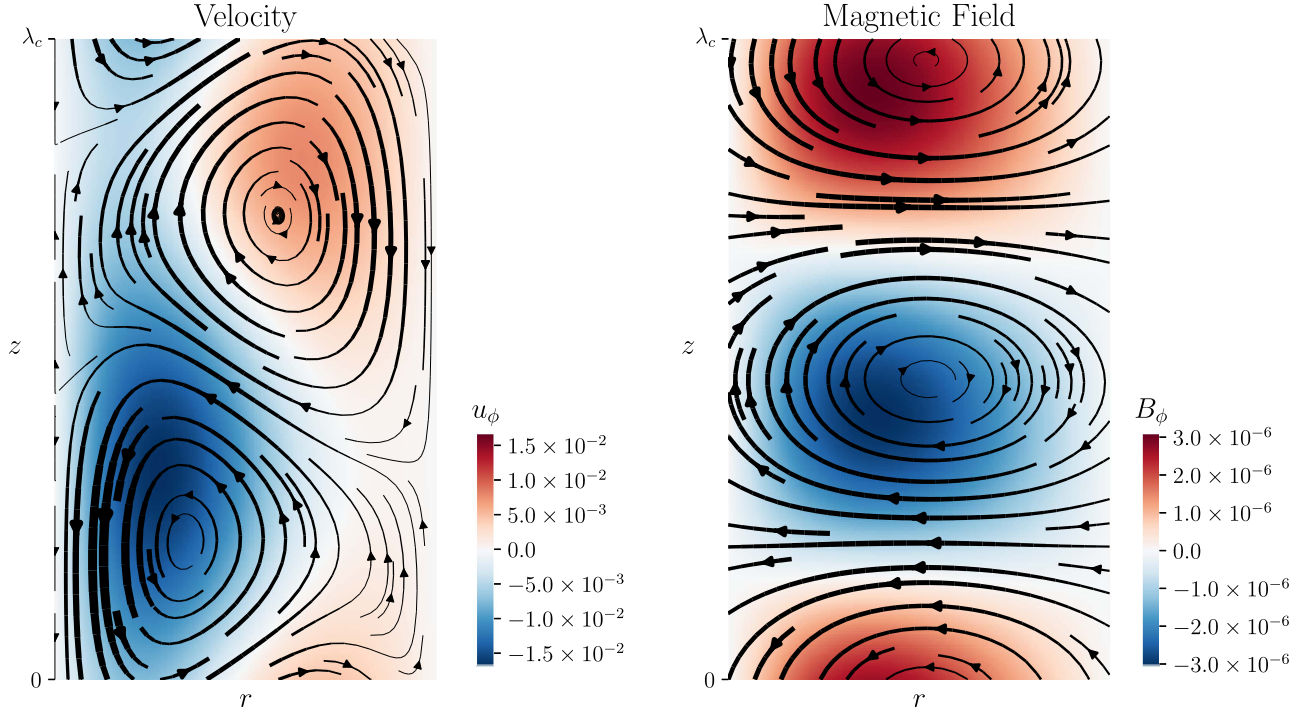 Velocity
λ_c
z
0
r
u_ϕ
1.5 × 10⁻²
1.0 × 10⁻²
5.0 × 10⁻³
0.0
−5.0 × 10⁻³
−1.0 × 10⁻²
−1.5 × 10⁻²
Magnetic Field
λ_c
z
0
r
B_ϕ
3.0 × 10⁻⁶
2.0 × 10⁻⁶
1.0 × 10⁻⁶
0.0
−1.0 × 10⁻⁶
−2.0 × 10⁻⁶
−3.0 × 10⁻⁶